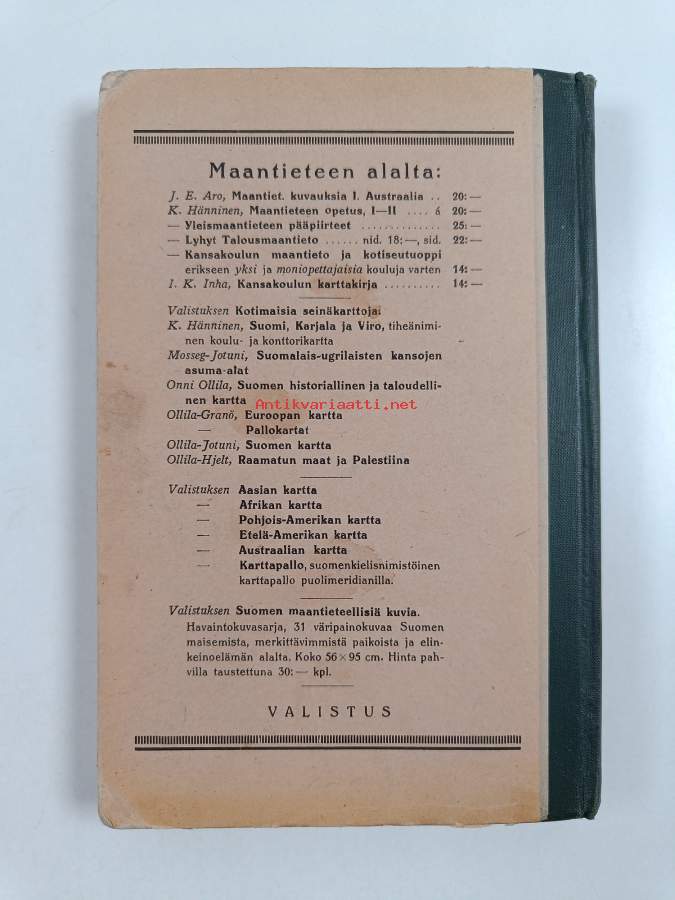 Maantieteen alalta:
J. E. Aro, Maantiet. kuvauksia I. Austraalia .. 20: —
K. Hänninen, Maantieteen opetus, I—II .... á 20: —
— Yleismaantieteen pääpiirteet .............. 25: —
— Lyhyt Talousmaantieto ...... nid. 18: —, sid. 22: —
— Kansakoulun maantieto ja kotiseutuoppi
erikseen yksi ja moniopettajaisia kouluja varten 14: —
I. K. Inha, Kansakoulun karttakirja .......... 14: —
Valistuksen Kotimaisia seinäkarttoja:
K. Hänninen, Suomi, Karjala ja Viro, tiheänimi-
nen koulu- ja konttorikartta
Mosseg-Jotuni, Suomalais-ugrilaisten kansojen
asuma-alat
Onni Ollila, Suomen historiallinen ja taloudelli-
nen kartta
Antikvariaatti.net
Ollila-Granö, Euroopan kartta
— Pallokartat
Ollila-Jotuni, Suomen kartta
Ollila-Hjelt, Raamatun maat ja Palestiina
Valistuksen Aasian kartta
— Afrikan kartta
— Pohjois-Amerikan kartta
— Etelä-Amerikan kartta
— Austraalian kartta
— Karttapallo, suomenkielisnimistöinen
karttapallo puolimeridianilla.
Valistuksen Suomen maantieteellisiä kuvia.
Havaintokuvasarja, 31 väripainokuvaa Suomen
maisemista, merkittävimmistä paikoista ja elin-
keinoelämän alalta. Koko 56×95 cm. Hinta pah-
villa taustettuna 30: — kpl.
VALISTUS